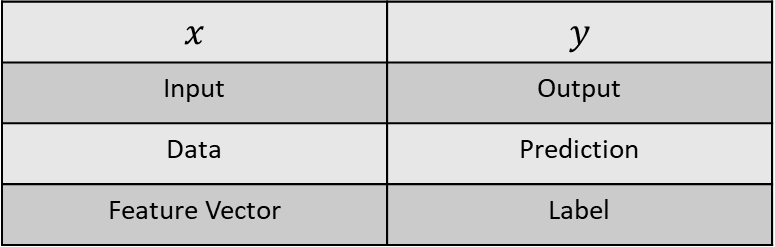 x y
Input Output
Data Prediction
Feature Vector Label